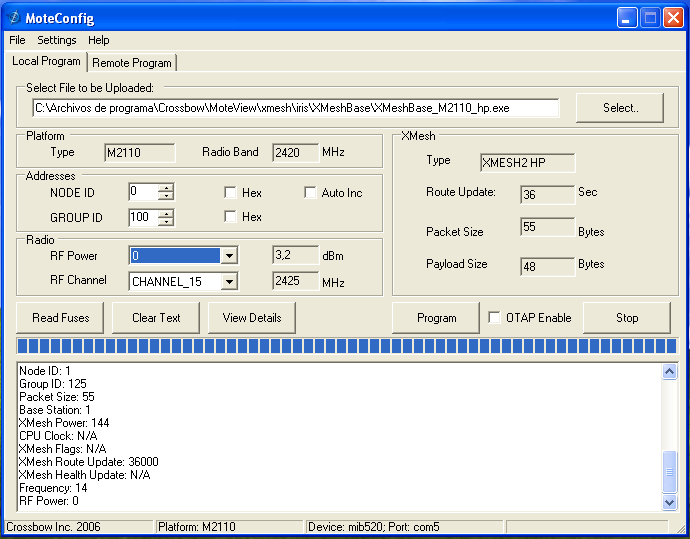 MoteConfig
File Settings Help
Local Program Remote Program
Select File to be Uploaded:
C:\Archivos de programa\Crossbow\MoteView\xmesh\iris\XMeshBase\XMeshBase_M2110_hp.exe Select..
Platform
Type M2110 Radio Band 2420 MHz
Addresses
NODE ID 0 Hex Auto Inc
GROUP ID 100 Hex
Radio
RF Power 0 3,2 dBm
RF Channel CHANNEL_15 2425 MHz
XMesh
Type XMESH2 HP
Route Update: 36 Sec
Packet Size 55 Bytes
Payload Size 48 Bytes
Read Fuses Clear Text View Details Program OTAP Enable Stop
Node ID: 1
Group ID: 125
Packet Size: 55
Base Station: 1
XMesh Power: 144
CPU Clock: N/A
XMesh Flags: N/A
XMesh Route Update: 36000
XMesh Health Update: N/A
Frequency: 14
RF Power: 0
Crossbow Inc. 2006 Platform: M2110 Device: mib520; Port: com5